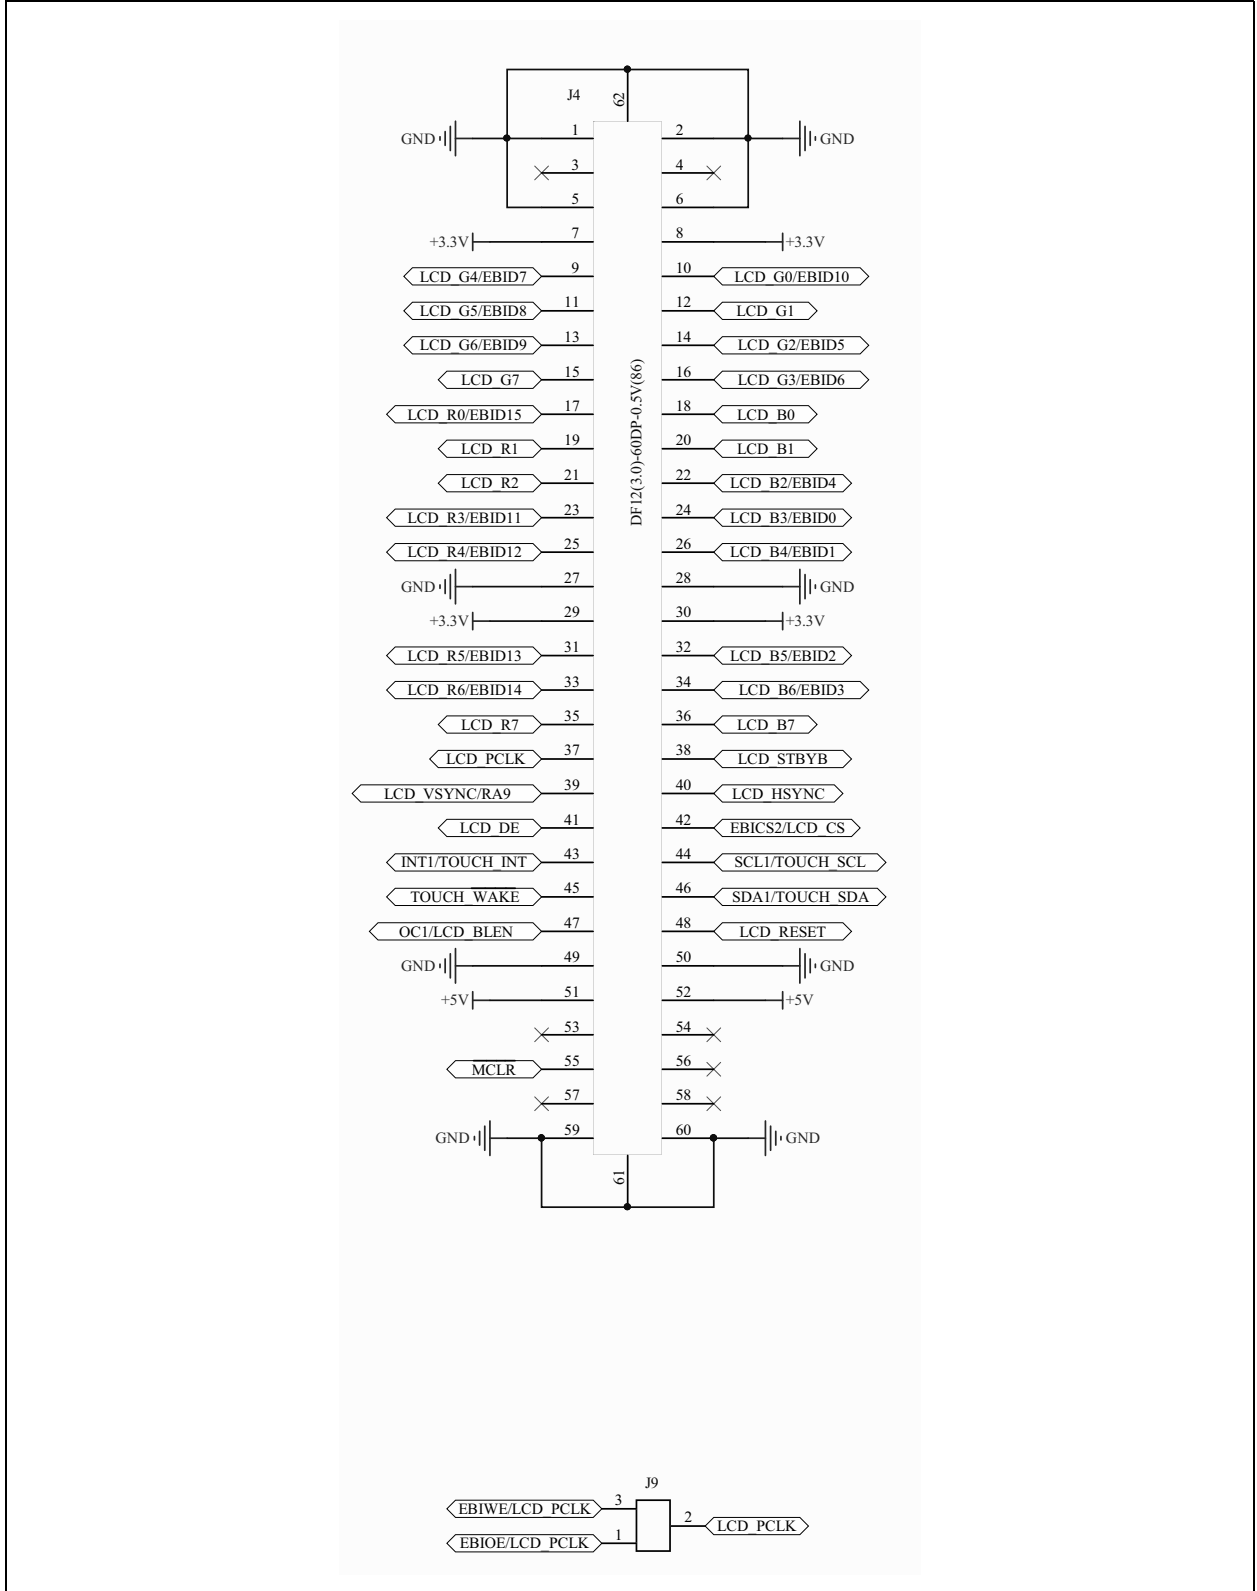 J4
62
GND 1 2 GND
3 4
5 6
+3.3V 7 8 +3.3V
LCD_G4/EBID7 9 10 LCD_G0/EBID10
LCD_G5/EBID8 11 12 LCD_G1
LCD_G6/EBID9 13 14 LCD_G2/EBID5
LCD_G7 15 16 LCD_G3/EBID6
DF12(3.0)-60DP-0.5V(86)
LCD_R0/EBID15 17 18 LCD_B0
LCD_R1 19 20 LCD_B1
LCD_R2 21 22 LCD_B2/EBID4
LCD_R3/EBID11 23 24 LCD_B3/EBID0
LCD_R4/EBID12 25 26 LCD_B4/EBID1
GND 27 28 GND
+3.3V 29 30 +3.3V
LCD_R5/EBID13 31 32 LCD_B5/EBID2
LCD_R6/EBID14 33 34 LCD_B6/EBID3
LCD_R7 35 36 LCD_B7
LCD_PCLK 37 38 LCD_STBYB
LCD_VSYNC/RA9 39 40 LCD_HSYNC
LCD_DE 41 42 EBICS2/LCD_CS
INT1/TOUCH_INT 43 44 SCL1/TOUCH_SCL
TOUCH_WAKE 45 46 SDA1/TOUCH_SDA
OC1/LCD_BLEN 47 48 LCD_RESET
GND 49 50 GND
+5V 51 52 +5V
53 54
MCLR 55 56
57 58
GND 59 60 GND
61
J9
EBIWE/LCD_PCLK 3
2 LCD_PCLK
EBIOE/LCD_PCLK 1